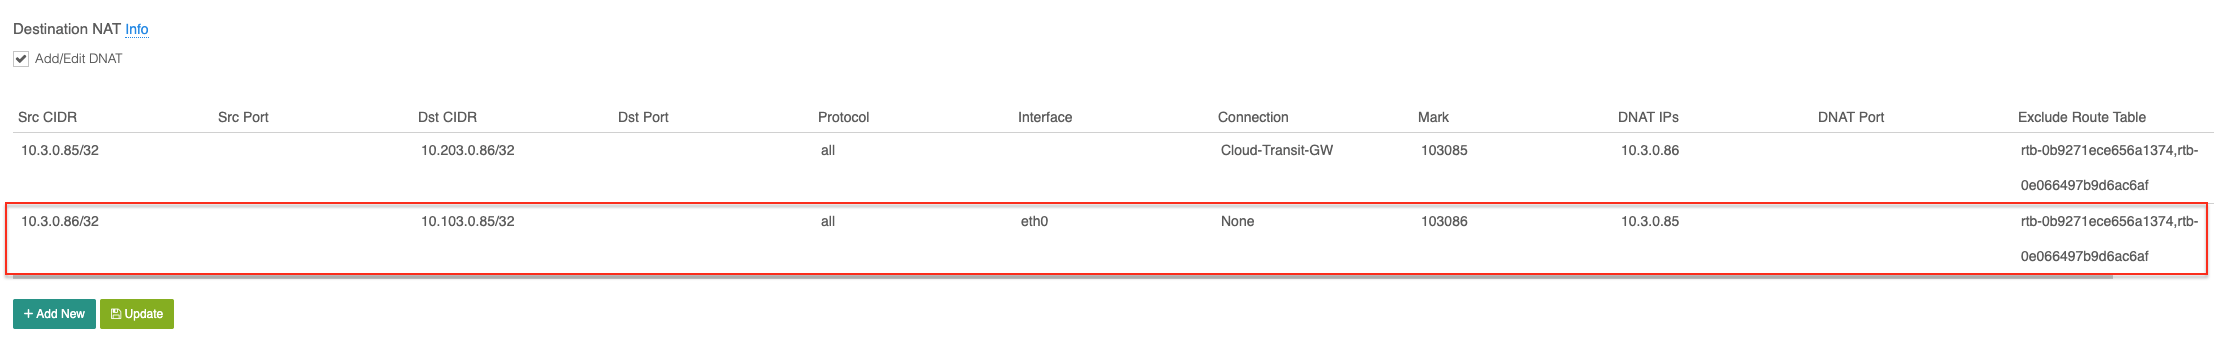 Destination NAT Info
Add/Edit DNAT
Src CIDR Src Port Dst CIDR Dst Port Protocol Interface Connection Mark DNAT IPs DNAT Port Exclude Route Table
10.3.0.85/32 10.203.0.86/32 all Cloud-Transit-GW 103085 10.3.0.86 rtb-0b9271ece656a1374,rtb-
0e066497b9d6ac6af
10.3.0.86/32 10.103.0.85/32 all eth0 None 103086 10.3.0.85 rtb-0b9271ece656a1374,rtb-
0e066497b9d6ac6af
+ Add New Update